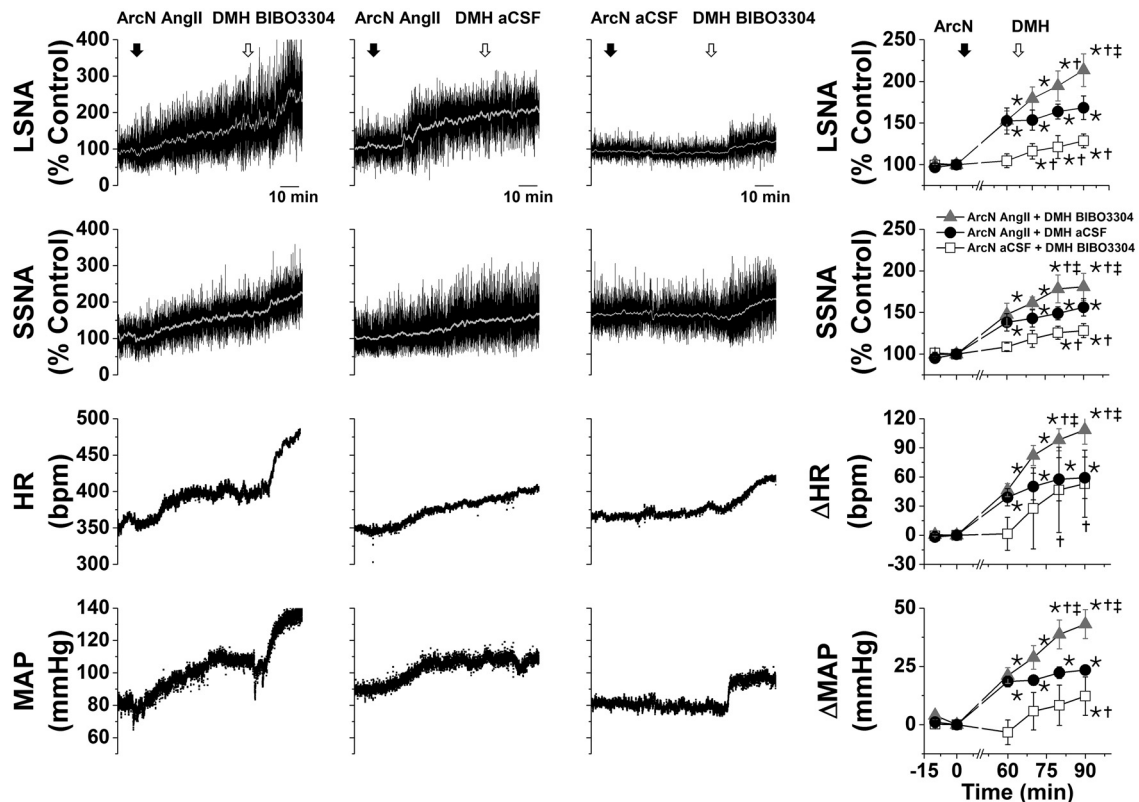 ArcN AngII DMH BIBO3304
ArcN AngII DMH aCSF
ArcN aCSF DMH BIBO3304
ArcN DMH
LSNA
(% Control)
400
300
200
100
0
10 min
10 min
10 min
LSNA
(% Control)
250
200
150
100
* *† *†‡
*
* * * *
*† *† *†
SSNA
(% Control)
400
300
200
100
0
SSNA
(% Control)
250
200
150
100
ArcN AngII + DMH BIBO3304
ArcN AngII + DMH aCSF
ArcN aCSF + DMH BIBO3304
* * *†‡ *†‡
* * * *
*† *†
HR
(bpm)
500
450
400
350
300
ΔHR
(bpm)
120
90
60
30
0
-30
* * *†‡ *†‡
* * * *
† †
MAP
(mmHg)
140
120
100
80
60
ΔMAP
(mmHg)
50
25
0
* * *†‡ *†‡
* * * *
*†
-15 0 60 75 90
Time (min)